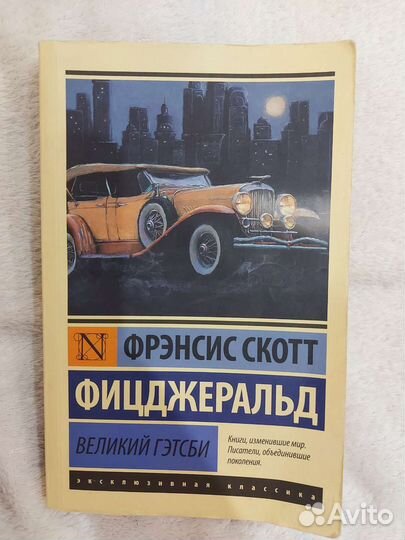 N
ФРЭНСИС СКОТТ
ФИЦДЖЕРАЛЬД
ВЕЛИКИЙ ГЭТСБИ
Книги, изменившие мир.
Писатели, объединившие
поколения.
эксклюзивная классика
Avito